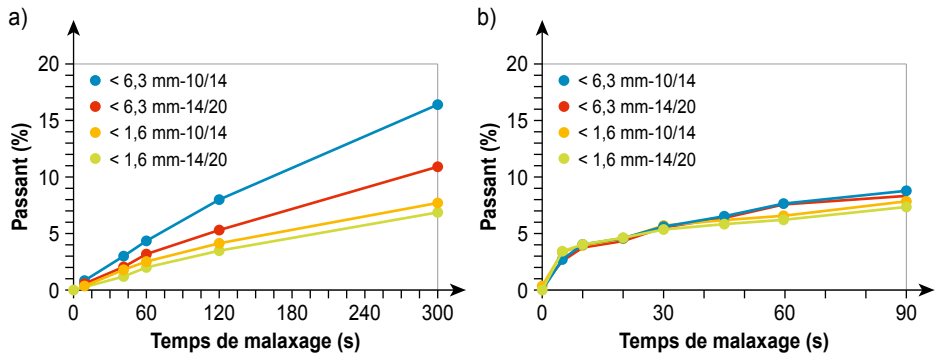 a)
Passant (%)
20
15
10
5
0
< 6,3 mm-10/14
< 6,3 mm-14/20
< 1,6 mm-10/14
< 1,6 mm-14/20
0 60 120 180 240 300
Temps de malaxage (s)
b)
Passant (%)
20
15
10
5
0
< 6,3 mm-10/14
< 6,3 mm-14/20
< 1,6 mm-10/14
< 1,6 mm-14/20
0 30 60 90
Temps de malaxage (s)